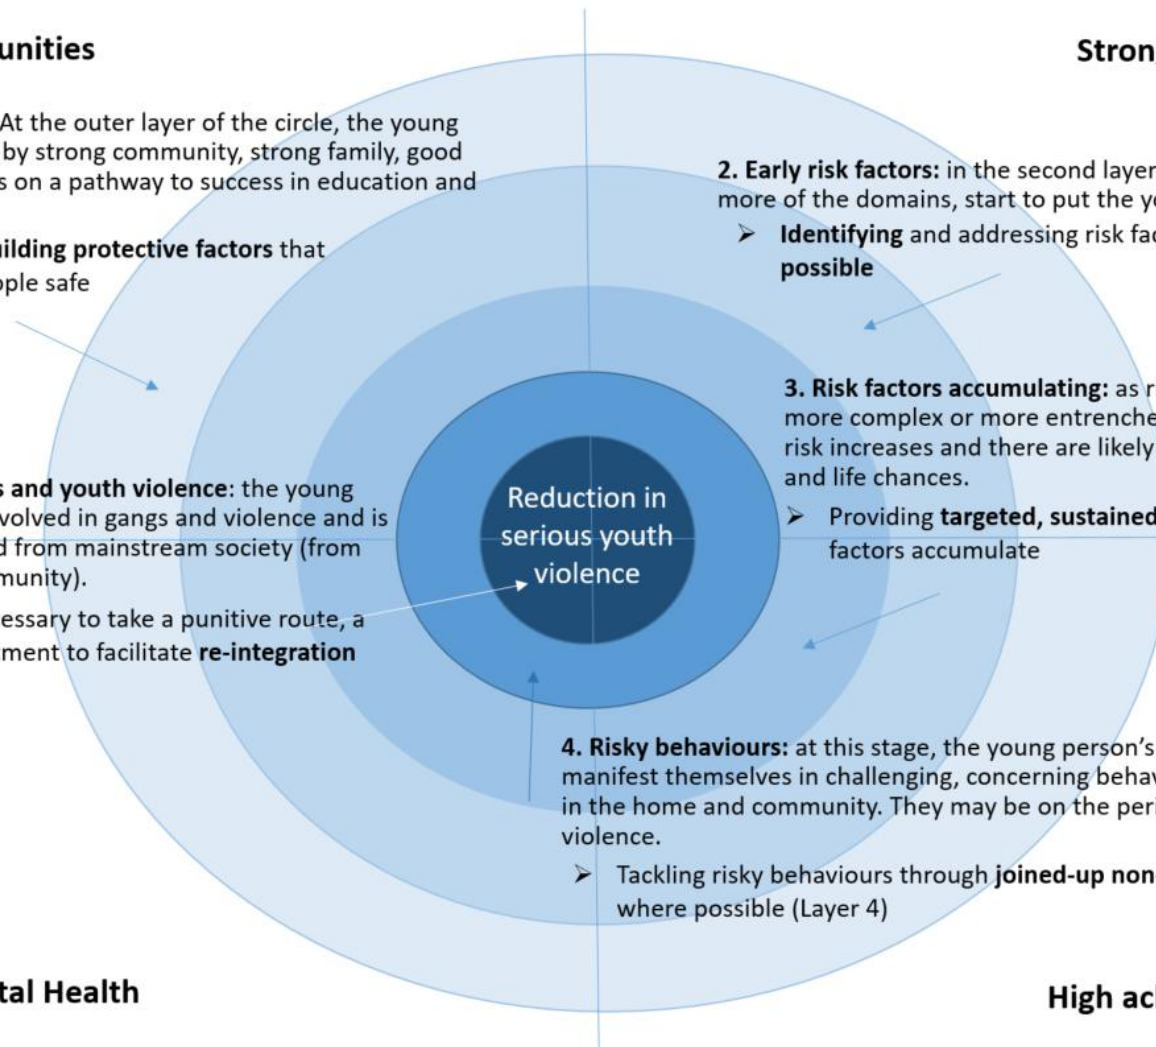 unities
Stron
At the outer layer of the circle, the young
by strong community, strong family, good
s on a pathway to success in education and
uilding protective factors that
ople safe
2. Early risk factors: in the second layer
more of the domains, start to put the yo
➢ Identifying and addressing risk fac
possible
3. Risk factors accumulating: as r
more complex or more entrenche
risk increases and there are likely
and life chances.
➢ Providing targeted, sustained
factors accumulate
s and youth violence: the young
volved in gangs and violence and is
d from mainstream society (from
munity).
essary to take a punitive route, a
tment to facilitate re-integration
Reduction in
serious youth
violence
4. Risky behaviours: at this stage, the young person's
manifest themselves in challenging, concerning behav
in the home and community. They may be on the peri
violence.
➢ Tackling risky behaviours through joined-up non-
where possible (Layer 4)
tal Health
High ac